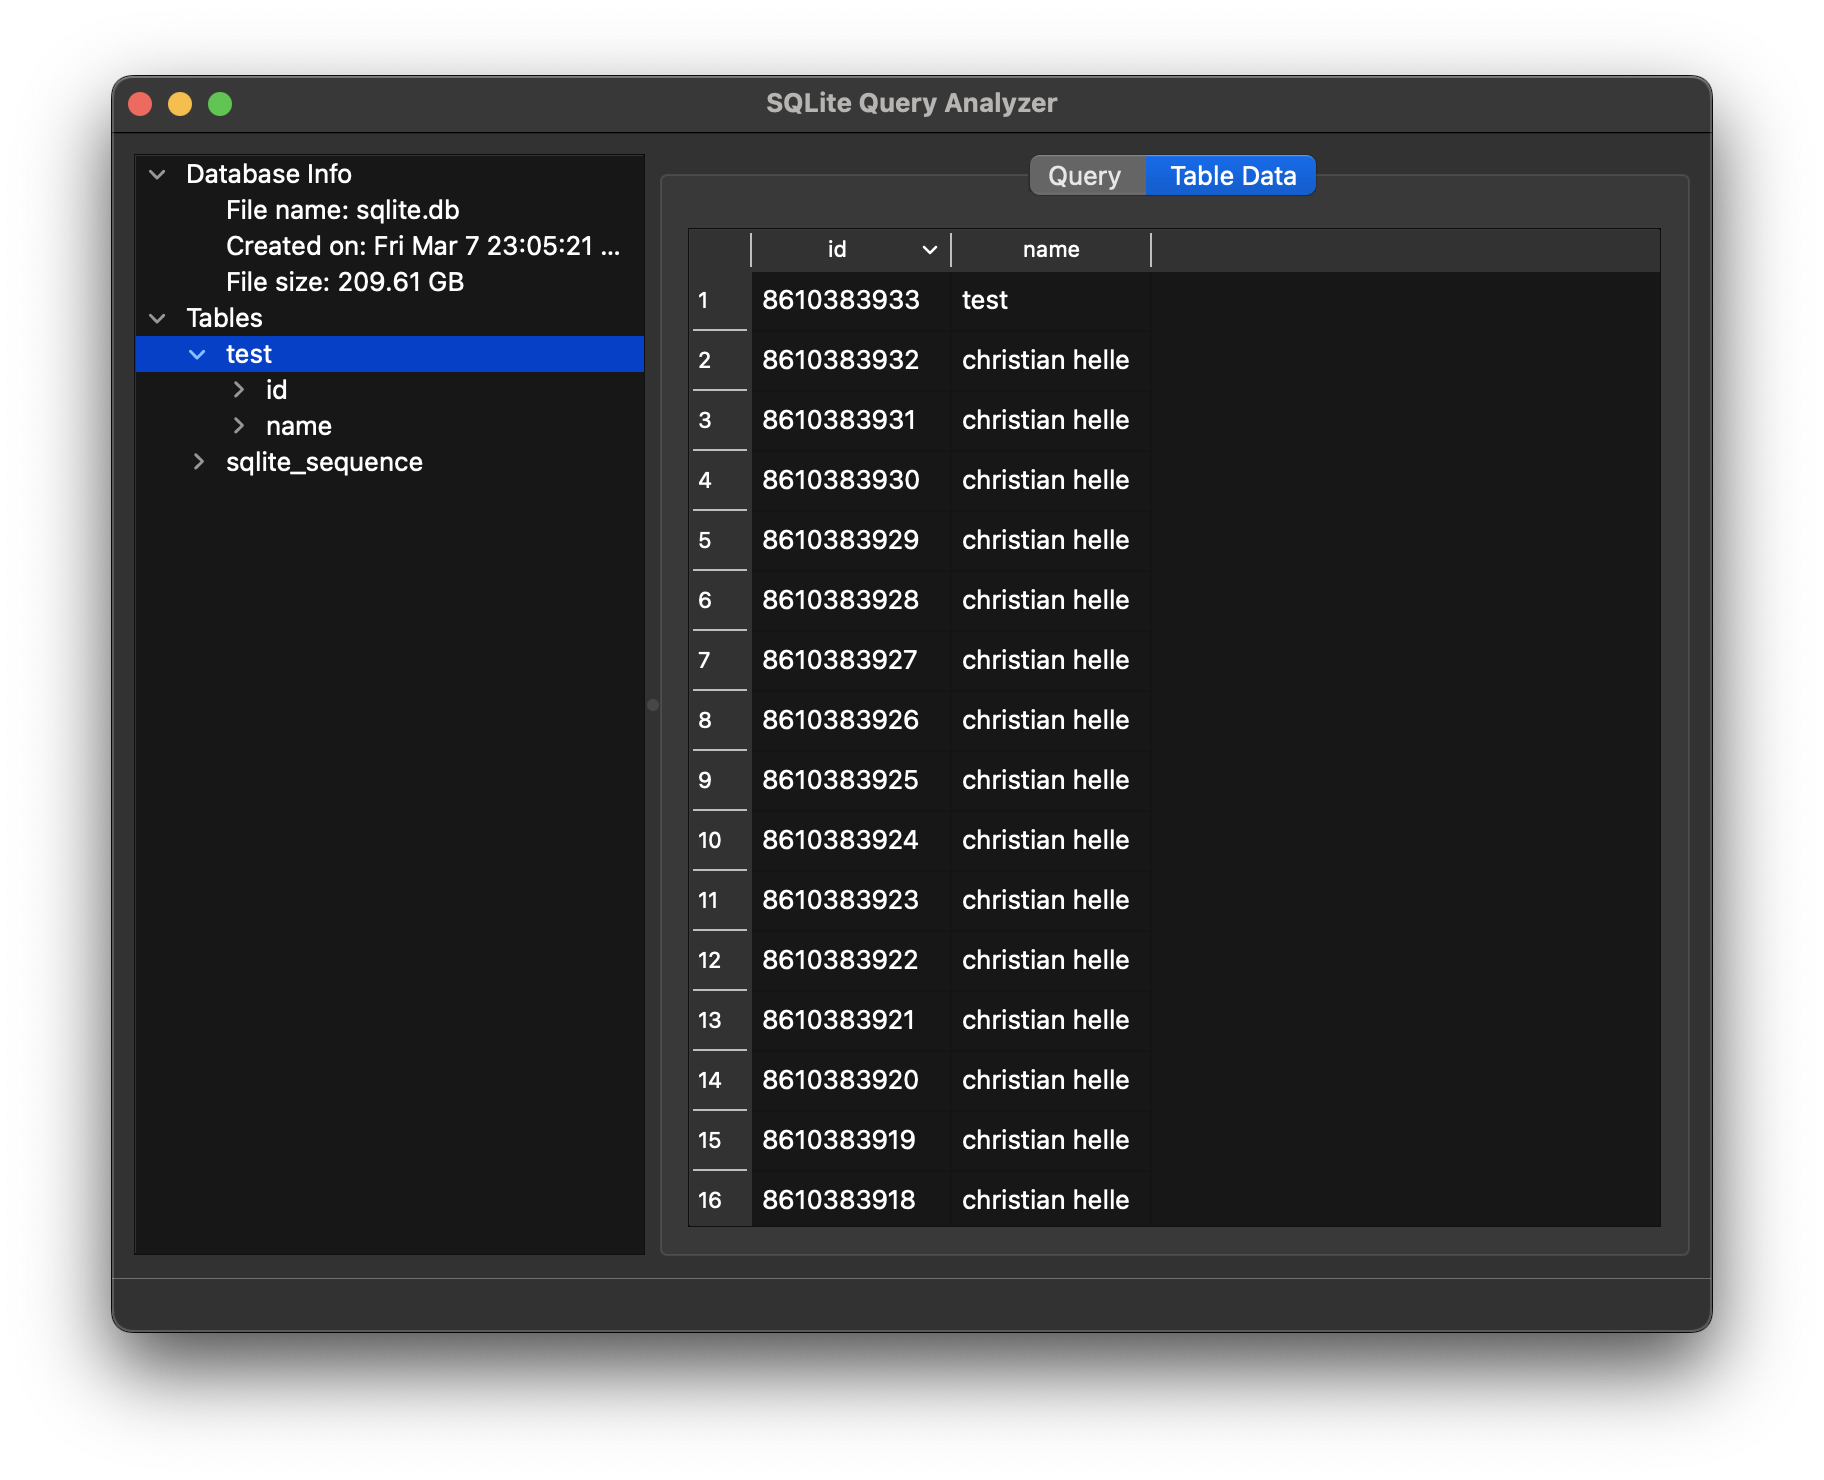 SQLite Query Analyzer
Database Info
File name: sqlite.db
Created on: Fri Mar 7 23:05:21 ...
File size: 209.61 GB
Tables
test
id
name
sqlite_sequence
Query Table Data
id name
1 8610383933 test
2 8610383932 christian helle
3 8610383931 christian helle
4 8610383930 christian helle
5 8610383929 christian helle
6 8610383928 christian helle
7 8610383927 christian helle
8 8610383926 christian helle
9 8610383925 christian helle
10 8610383924 christian helle
11 8610383923 christian helle
12 8610383922 christian helle
13 8610383921 christian helle
14 8610383920 christian helle
15 8610383919 christian helle
16 8610383918 christian helle